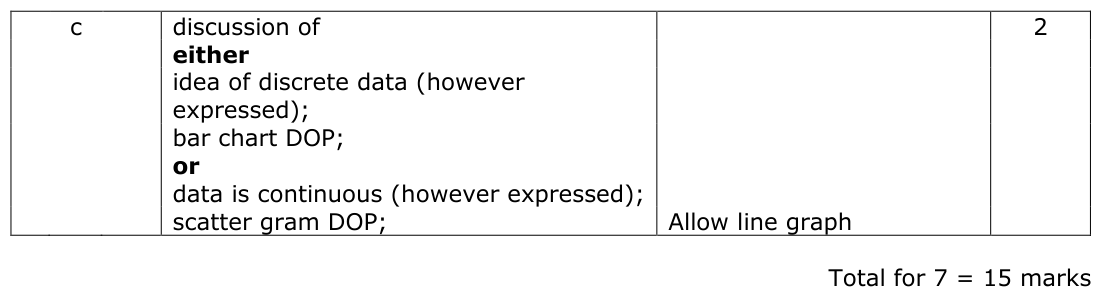 c
discussion of
either
idea of discrete data (however
expressed);
bar chart DOP;
or
data is continuous (however expressed);
scatter gram DOP;
Allow line graph
2
Total for 7 = 15 marks